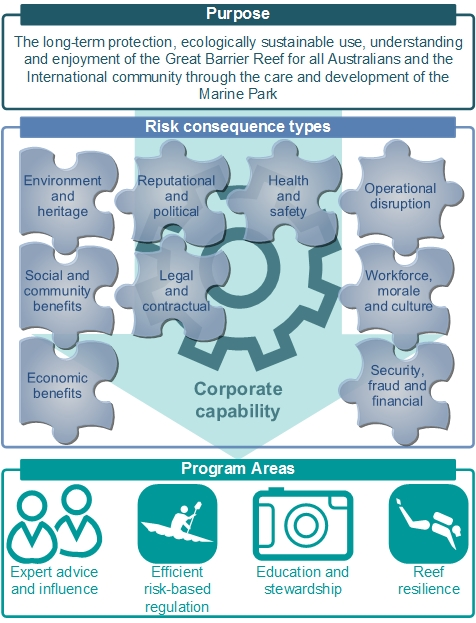 Purpose
The long-term protection, ecologically sustainable use, understanding
and enjoyment of the Great Barrier Reef for all Australians and the
International community through the care and development of the
Marine Park
Risk consequence types
Environment
and
heritage
Reputational
and
political
Health
and
safety
Operational
disruption
Social and
community
benefits
Legal
and
contractual
Workforce,
morale
and culture
Economic
benefits
Corporate
capability
Security,
fraud and
financial
Program Areas
Expert advice
and influence
Efficient
risk-based
regulation
Education and
stewardship
Reef
resilience